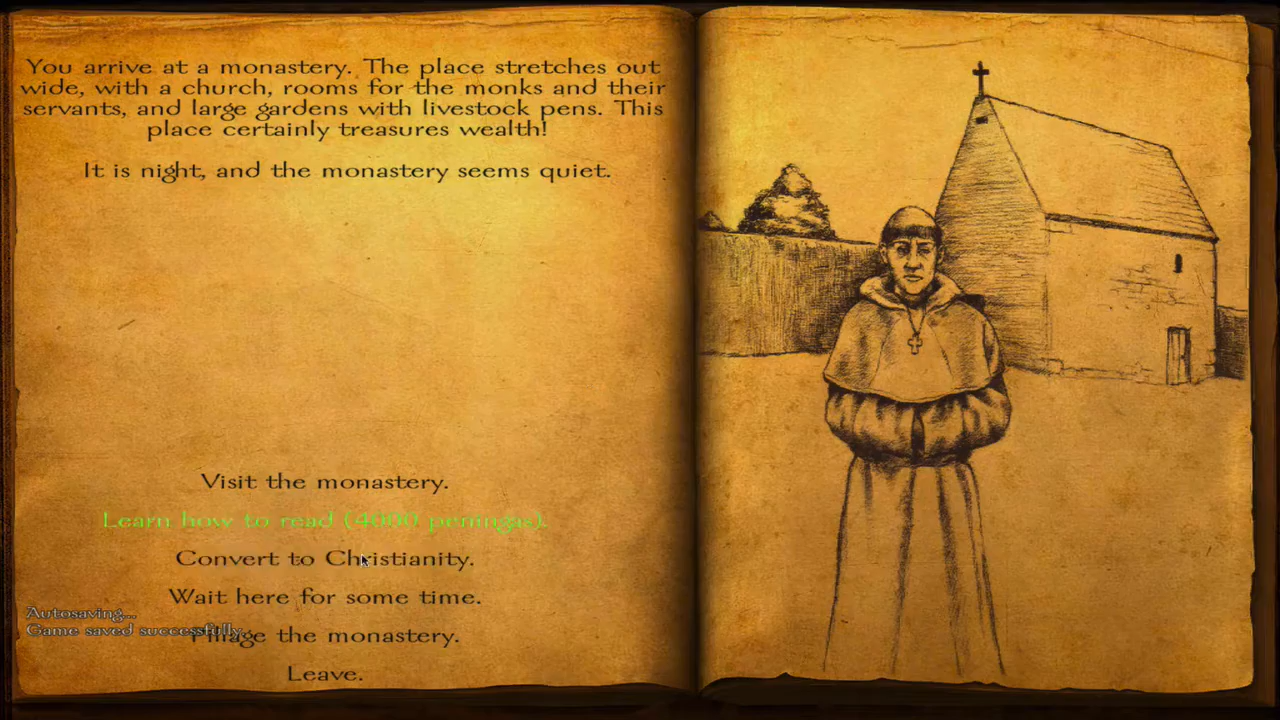 You arrive at a monastery. The place stretches out
wide, with a church, rooms for the monks and their
servants, and large gardens with livestock pens. This
place certainly treasures wealth!
It is night, and the monastery seems quiet.
Visit the monastery.
Learn how to read (4000 peningas).
Convert to Christianity.
Wait here for some time.
Autosaving...
Game saved successfully.
Pillage the monastery.
Leave.